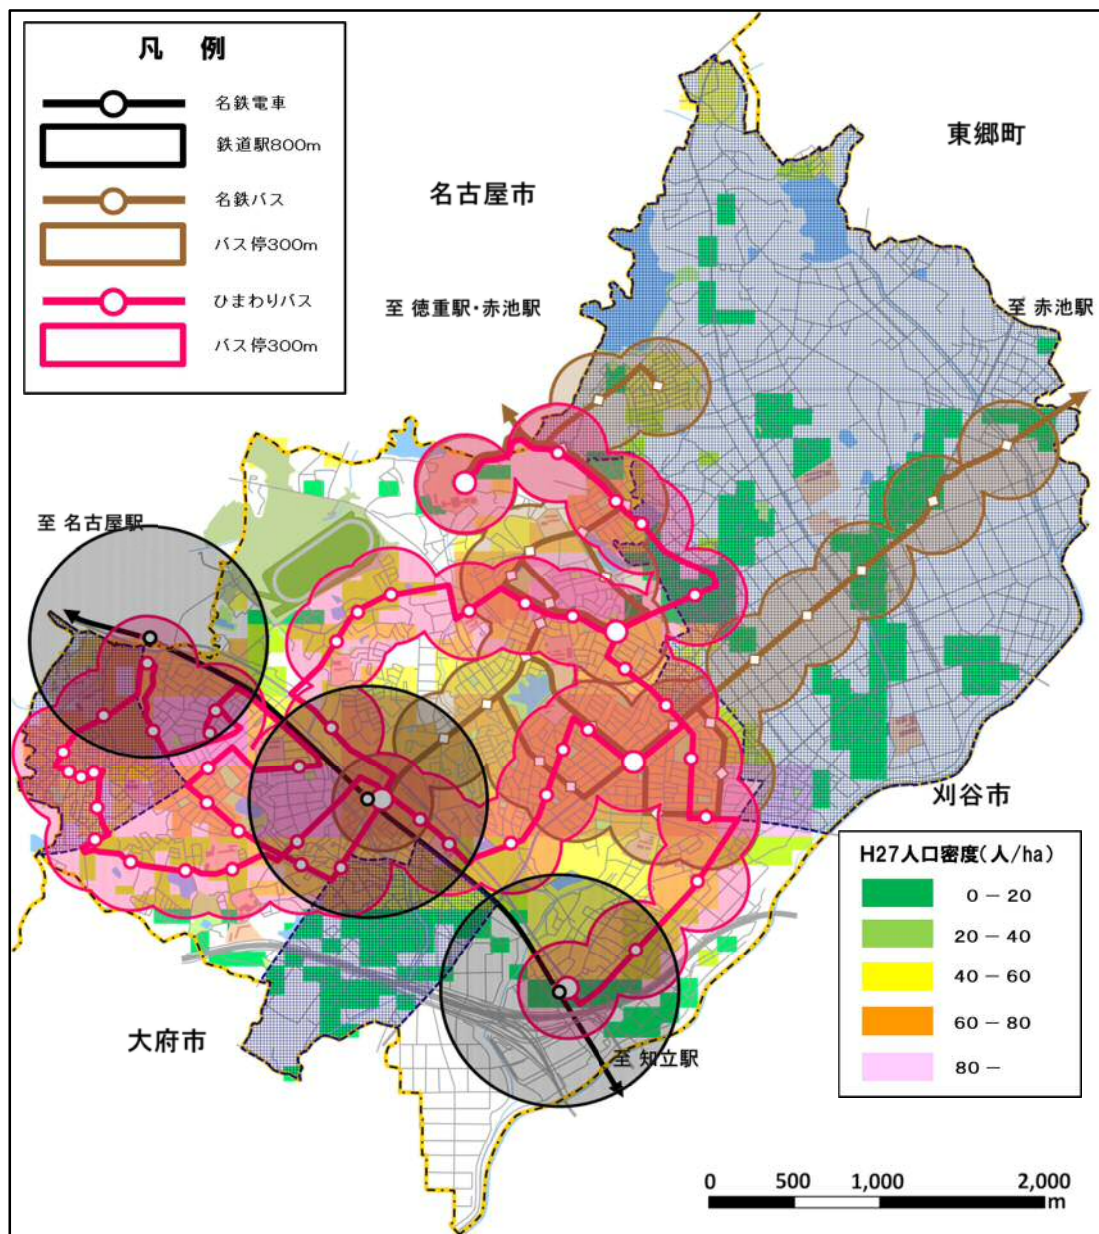 凡 例
名鉄電車
鉄道駅800m
名鉄バス
バス停300m
ひまわりバス
バス停300m
東郷町
名古屋市
至 徳重駅・赤池駅
至 赤池駅
至 名古屋駅
刈谷市
大府市
至 知立駅
H27人口密度(人/ha)
0 － 20
20 － 40
40 － 60
60 － 80
80 －
0 500 1,000 2,000
m